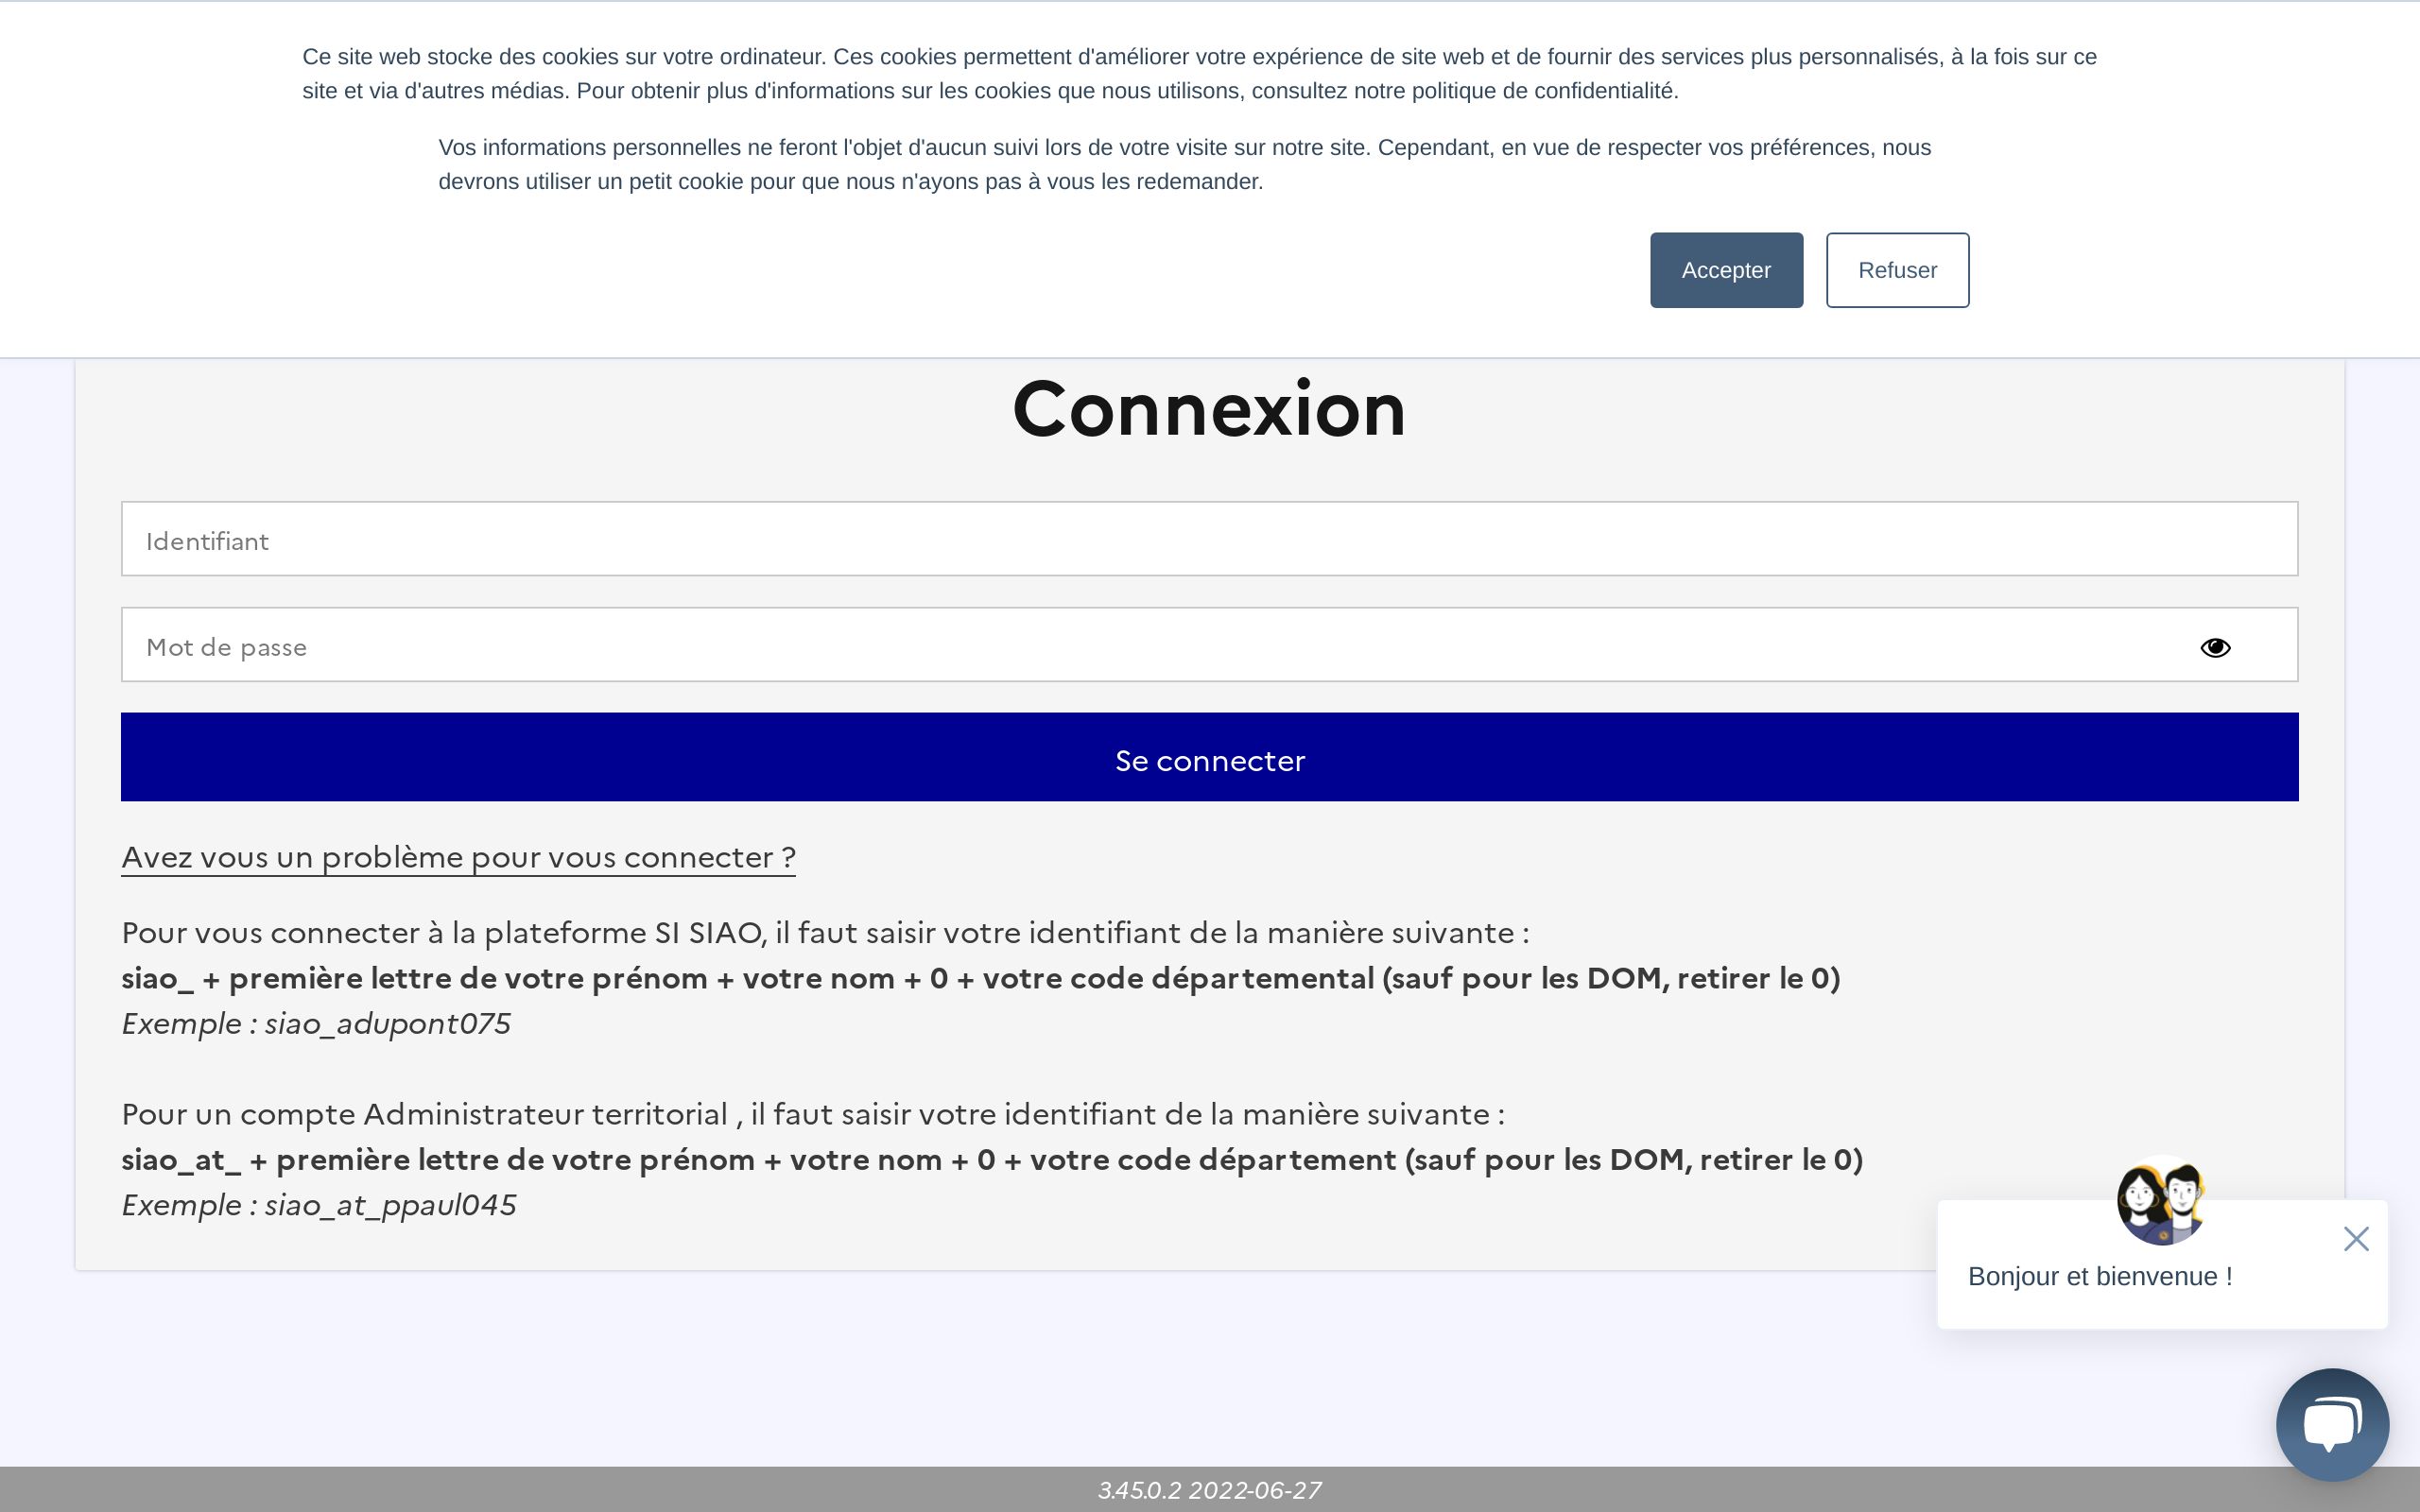 Ce site web stocke des cookies sur votre ordinateur. Ces cookies permettent d'améliorer votre expérience de site web et de fournir des services plus personnalisés, à la fois sur ce
site et via d'autres médias. Pour obtenir plus d'informations sur les cookies que nous utilisons, consultez notre politique de confidentialité.
Vos informations personnelles ne feront l'objet d'aucun suivi lors de votre visite sur notre site. Cependant, en vue de respecter vos préférences, nous
devrons utiliser un petit cookie pour que nous n'ayons pas à vous les redemander.
Accepter
Refuser
Connexion
Identifiant
Mot de passe
Se connecter
Avez vous un problème pour vous connecter ?
Pour vous connecter à la plateforme SI SIAO, il faut saisir votre identifiant de la manière suivante :
siao_ + première lettre de votre prénom + votre nom + 0 + votre code départemental (sauf pour les DOM, retirer le 0)
Exemple : siao_adupont075
Pour un compte Administrateur territorial , il faut saisir votre identifiant de la manière suivante :
siao_at_ + première lettre de votre prénom + votre nom + 0 + votre code département (sauf pour les DOM, retirer le 0)
Exemple : siao_at_ppaul045
Bonjour et bienvenue !
3.45.0.2 2022-06-27